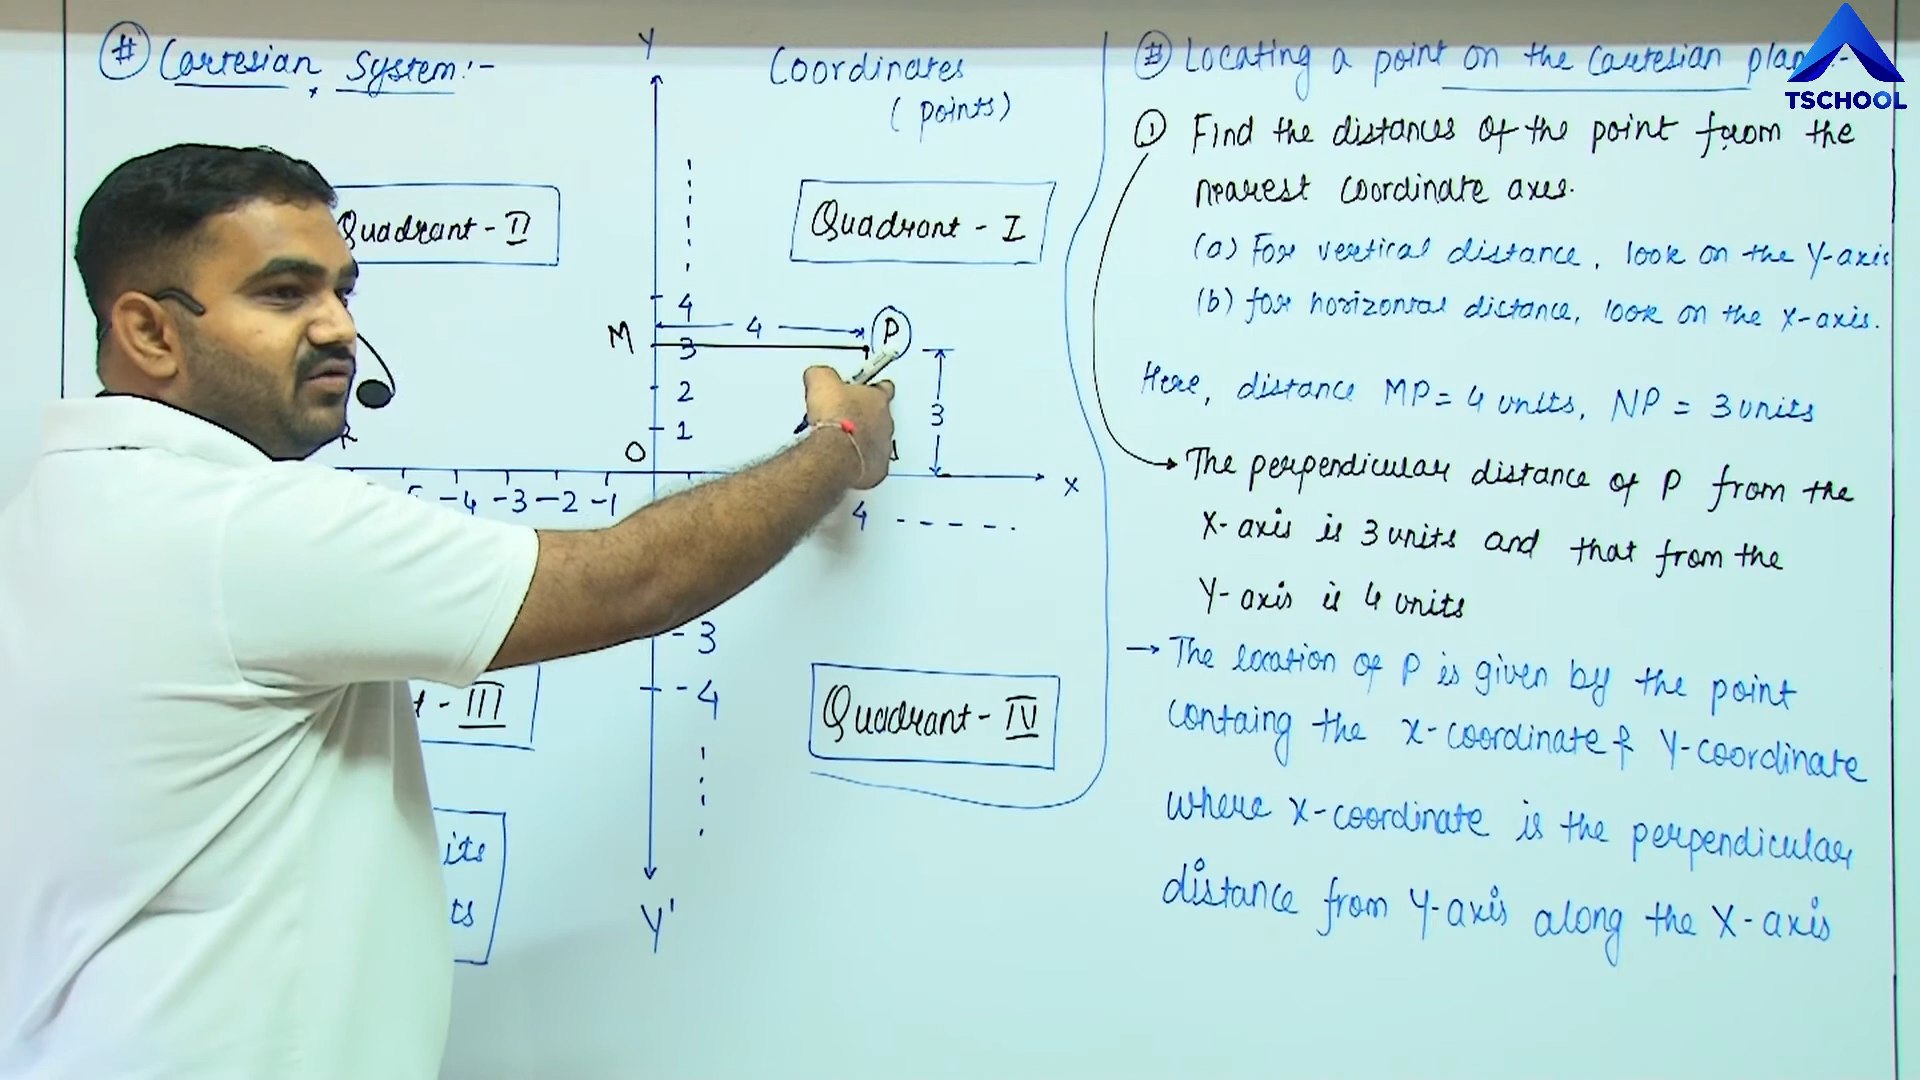 # Cartesian System:-
Y
Coordinates
(points)
Quadrant - II
Quadrant - I
4
M
4
P
3
2
3
1
O
-4 -3 -2 -1
X
4 - - - - -
-3
-4
Quadrant - IV
- III
its
ts
Y'
# Locating a point on the Cartesian
TSCHOOL
① Find the distances of the point from the
nearest coordinate axes.
(a) For vertical distance, look on the Y-axis
(b) for horizontal distance, look on the X-axis.
Here, distance MP = 4 units, NP = 3 units
→ The perpendicular distance of P from the
X-axis is 3 units and that from the
Y-axis is 4 units
→ The location of P is given by the point
containg the x-coordinate & Y-coordinate
where x-coordinate is the perpendicular
distance from Y-axis along the X-axis